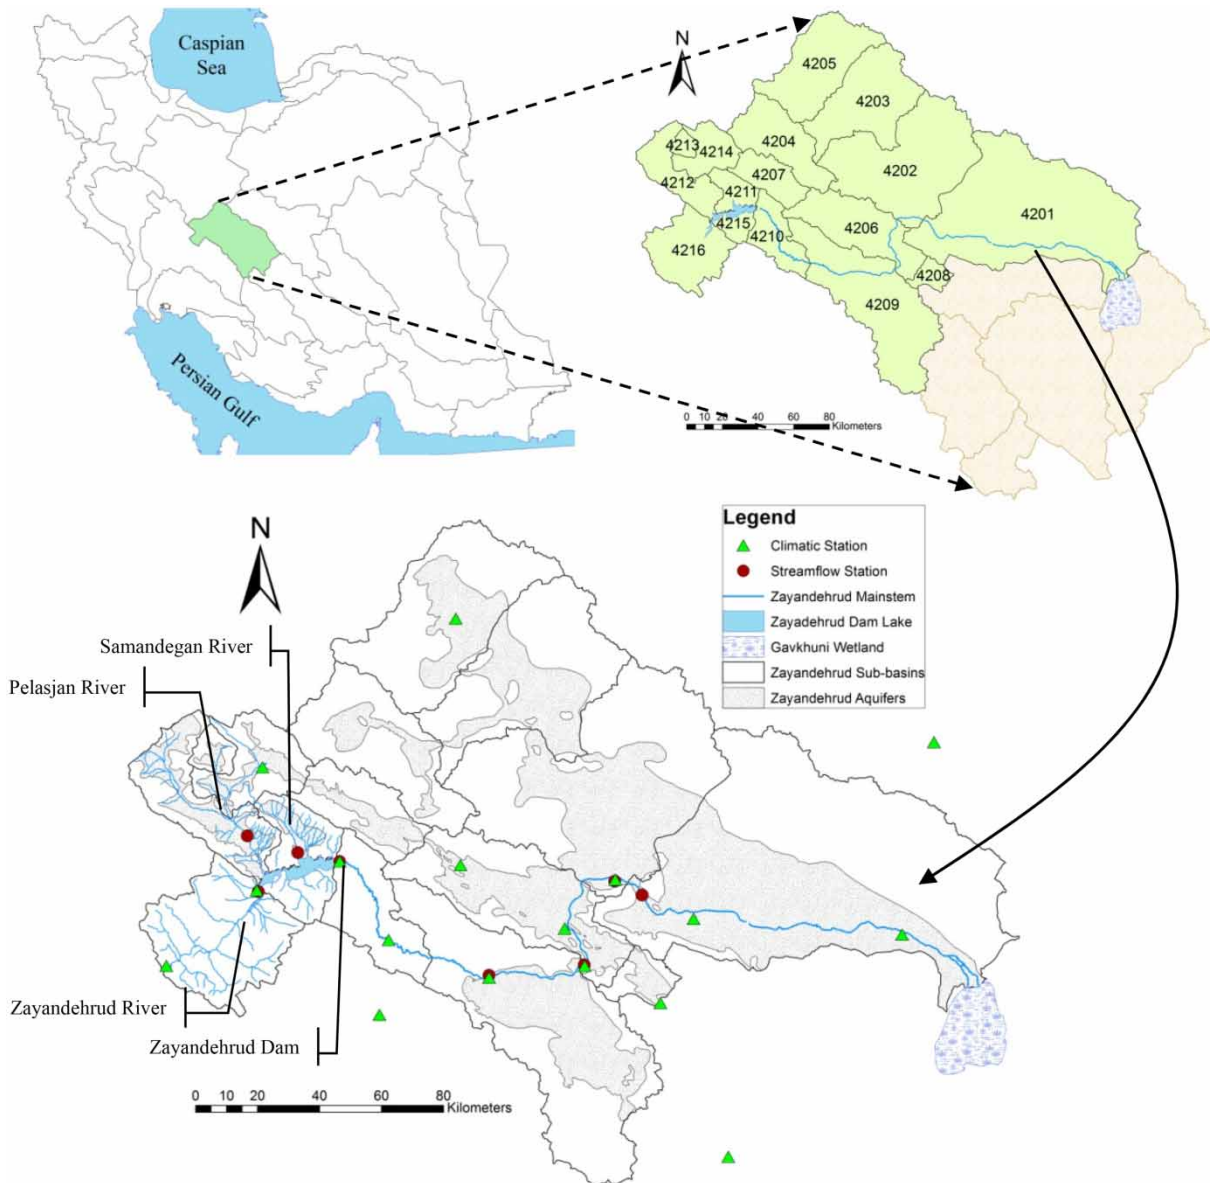 Caspian
Sea
Persian Gulf
N
4205
4203
4204
4213
4214
4202
4207
4212
4211
4201
4215
4206
4210
4216
4208
4209
0 10 20 40 60 80
Kilometers
Legend
Climatic Station
Streamflow Station
Zayandehrud Mainstem
Zayadehrud Dam Lake
Gavkhuni Wetland
Zayandehrud Sub-basins
Zayandehrud Aquifers
N
Samandegan River
Pelasjan River
Zayandehrud River
Zayandehrud Dam
0 10 20 40 60 80
Kilometers